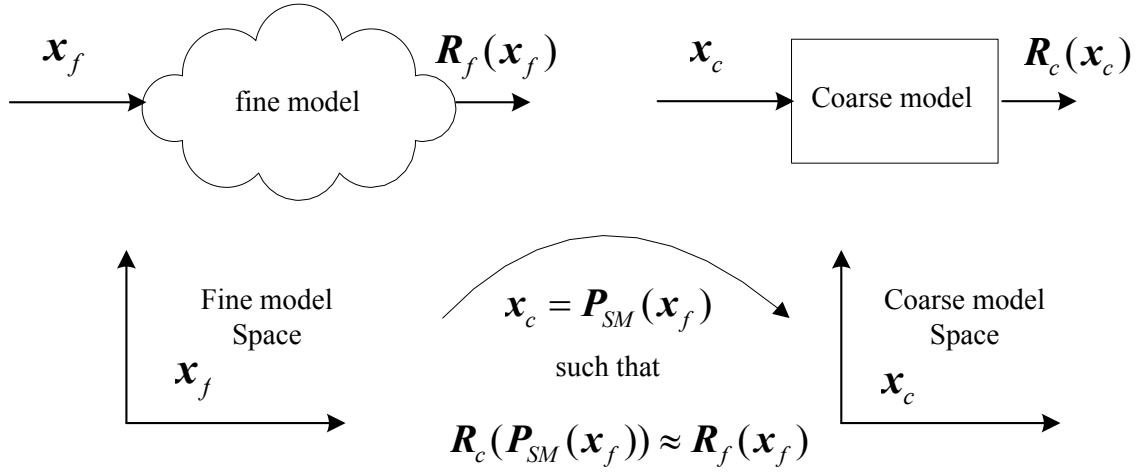 x_f
fine model
R_f(x_f)
x_c
Coarse model
R_c(x_c)
Fine model
Space
x_f
x_c = P_SM(x_f)
such that
R_c(P_SM(x_f)) ≈ R_f(x_f)
Coarse model
Space
x_c